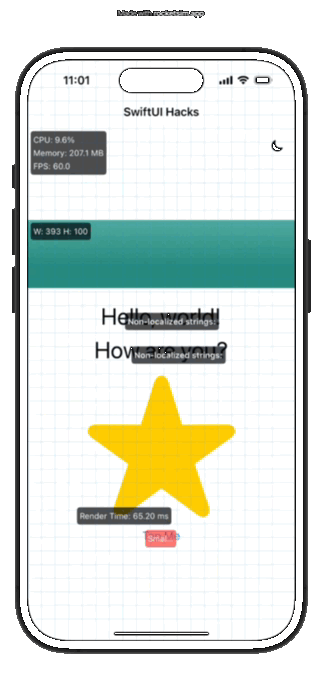 Made with rocketsim.app
11:01
SwiftUI Hacks
CPU: 9.6%
Memory: 207.1 MB
FPS: 60.0
W: 393 H: 100
Hello, world!
Non-localized strings:
How are you?
Non-localized strings:
Render Time: 65.20 ms
Small...